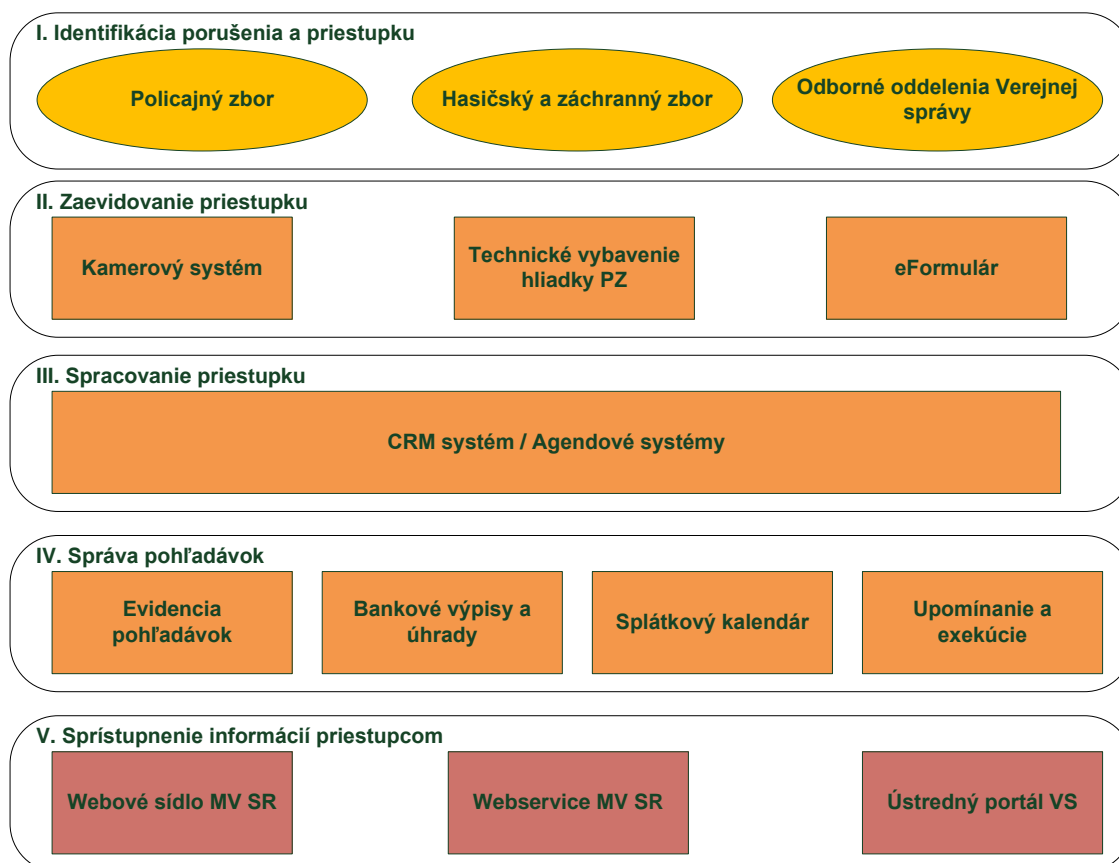 I. Identifikácia porušenia a priestupku
Policajný zbor
Hasičský a záchranný zbor
Odborné oddelenia Verejnej
správy
II. Zaevidovanie priestupku
Kamerový systém
Technické vybavenie
hliadky PZ
eFormulár
III. Spracovanie priestupku
CRM systém / Agendové systémy
IV. Správa pohľadávok
Evidencia
pohľadávok
Bankové výpisy a
úhrady
Splátkový kalendár
Upomínanie a
exekúcie
V. Sprístupnenie informácií priestupcom
Webové sídlo MV SR
Webservice MV SR
Ústredný portál VS